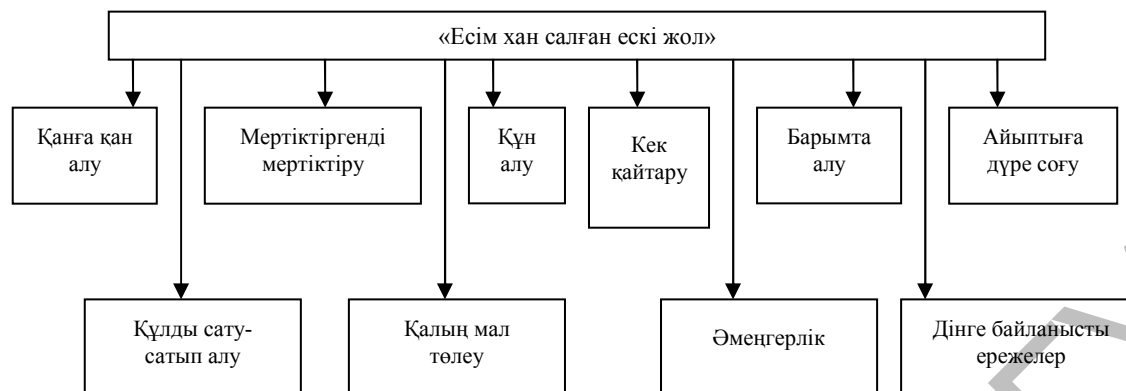 «Есім хан салған ескі жол»
Қанға қан
алу
Мертіктіргенді
мертіктіру
Құн
алу
Кек
қайтару
Барымта
алу
Айыптыға
дүре соғу
Құлды сату-
сатып алу
Қалың мал
төлеу
Әмеңгерлік
Дінге байланысты
ережелер